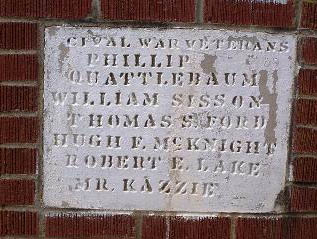 CIVAL WAR VETERANS
PHILLIP
QUATTLEBAUM
WILLIAM SISSON
THOMAS S. FORD
HUGH F. MCKNIGHT
ROBERT E. LAKE
MR. KAZZIE